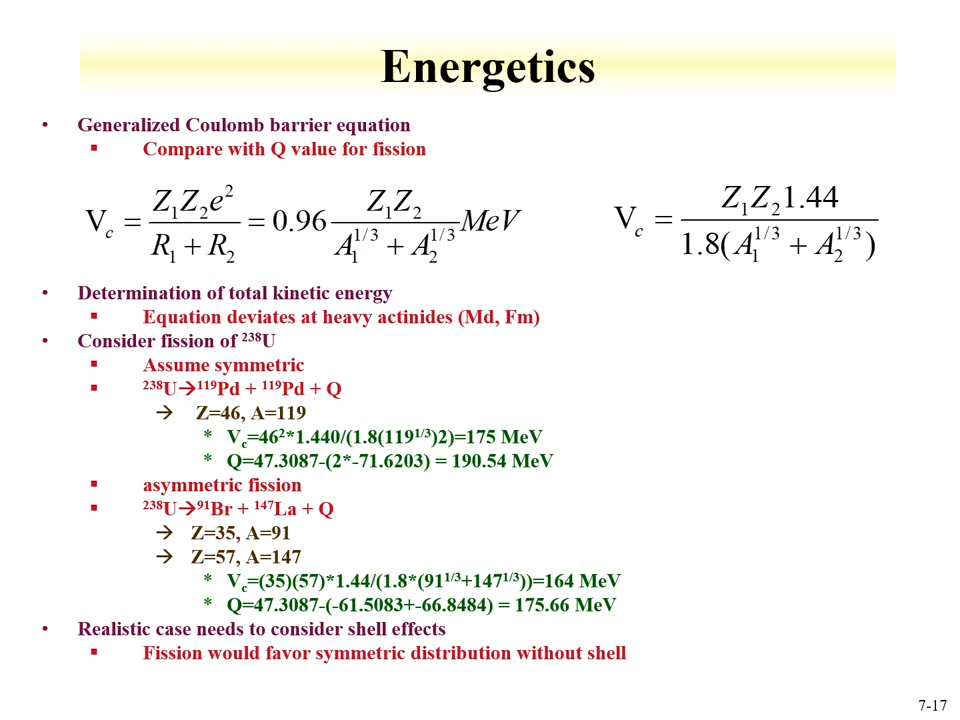 Energetics
• Generalized Coulomb barrier equation
▪ Compare with Q value for fission
V_c = Z₁Z₂e² / (R₁ + R₂) = 0.96 Z₁Z₂ / (A₁^1/3 + A₂^1/3) MeV
V_c = Z₁Z₂1.44 / 1.8(A₁^1/3 + A₂^1/3)
• Determination of total kinetic energy
▪ Equation deviates at heavy actinides (Md, Fm)
• Consider fission of ²³⁸U
▪ Assume symmetric
▪ ²³⁸U→¹¹⁹Pd + ¹¹⁹Pd + Q
→ Z=46, A=119
* V_c=46²*1.440/(1.8(119^1/3)2)=175 MeV
* Q=47.3087-(2*-71.6203) = 190.54 MeV
▪ asymmetric fission
▪ ²³⁸U→⁹¹Br + ¹⁴⁷La + Q
→ Z=35, A=91
→ Z=57, A=147
* V_c=(35)(57)*1.44/(1.8*(91^1/3+147^1/3))=164 MeV
* Q=47.3087-(-61.5083+-66.8484) = 175.66 MeV
• Realistic case needs to consider shell effects
▪ Fission would favor symmetric distribution without shell
7-17